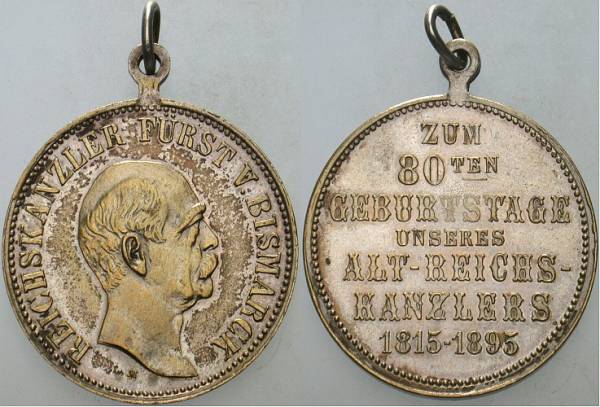 REICHSKANZLER FÜRST V. BISMARCK
ZUM
80TEN
GEBURTSTAGE
UNSERES
ALT-REICHS-
KANZLERS
1815-1895